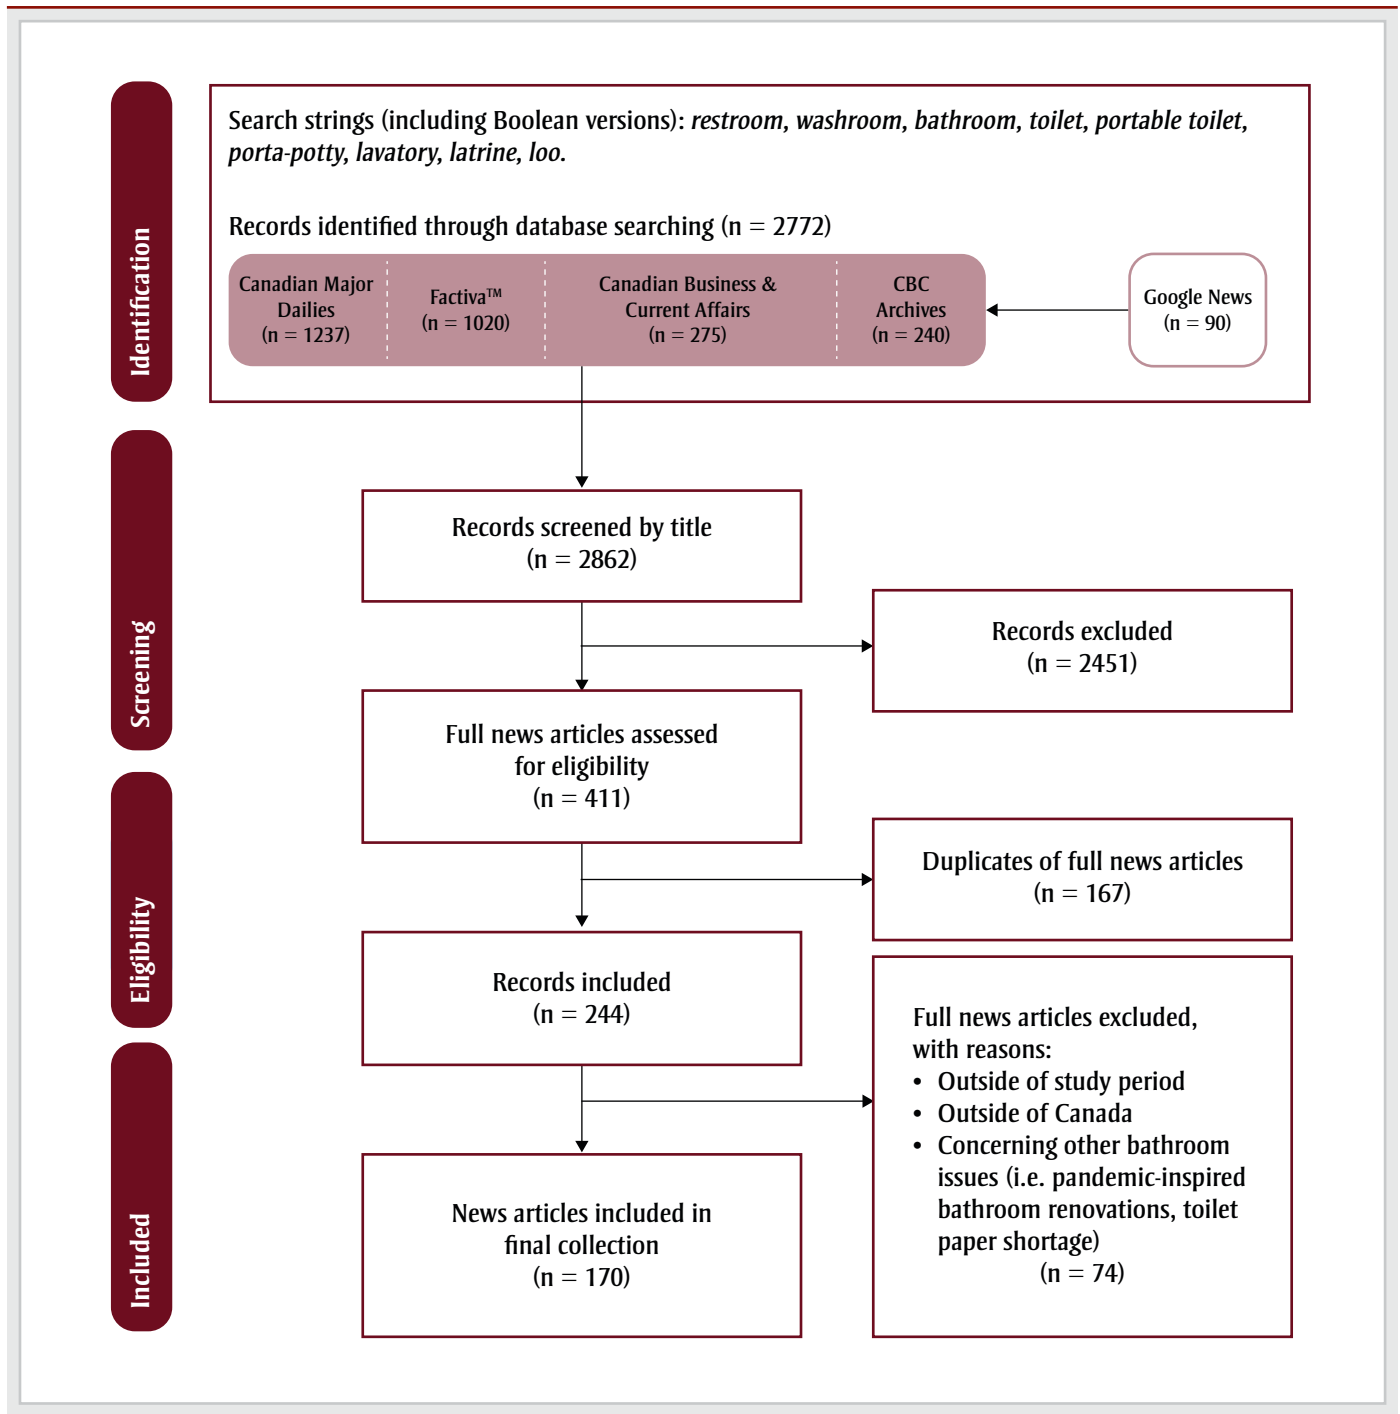 Identification
Search strings (including Boolean versions): restroom, washroom, bathroom, toilet, portable toilet,
porta-potty, lavatory, latrine, loo.
Records identified through database searching (n = 2772)
Canadian Major
Dailies
(n = 1237)
Factiva™
(n = 1020)
Canadian Business &
Current Affairs
(n = 275)
CBC
Archives
(n = 240)
Google News
(n = 90)
Screening
Records screened by title
(n = 2862)
Records excluded
(n = 2451)
Full news articles assessed
for eligibility
(n = 411)
Eligibility
Duplicates of full news articles
(n = 167)
Records included
(n = 244)
Full news articles excluded,
with reasons:
• Outside of study period
• Outside of Canada
• Concerning other bathroom
issues (i.e. pandemic-inspired
bathroom renovations, toilet
paper shortage)
(n = 74)
Included
News articles included in
final collection
(n = 170)